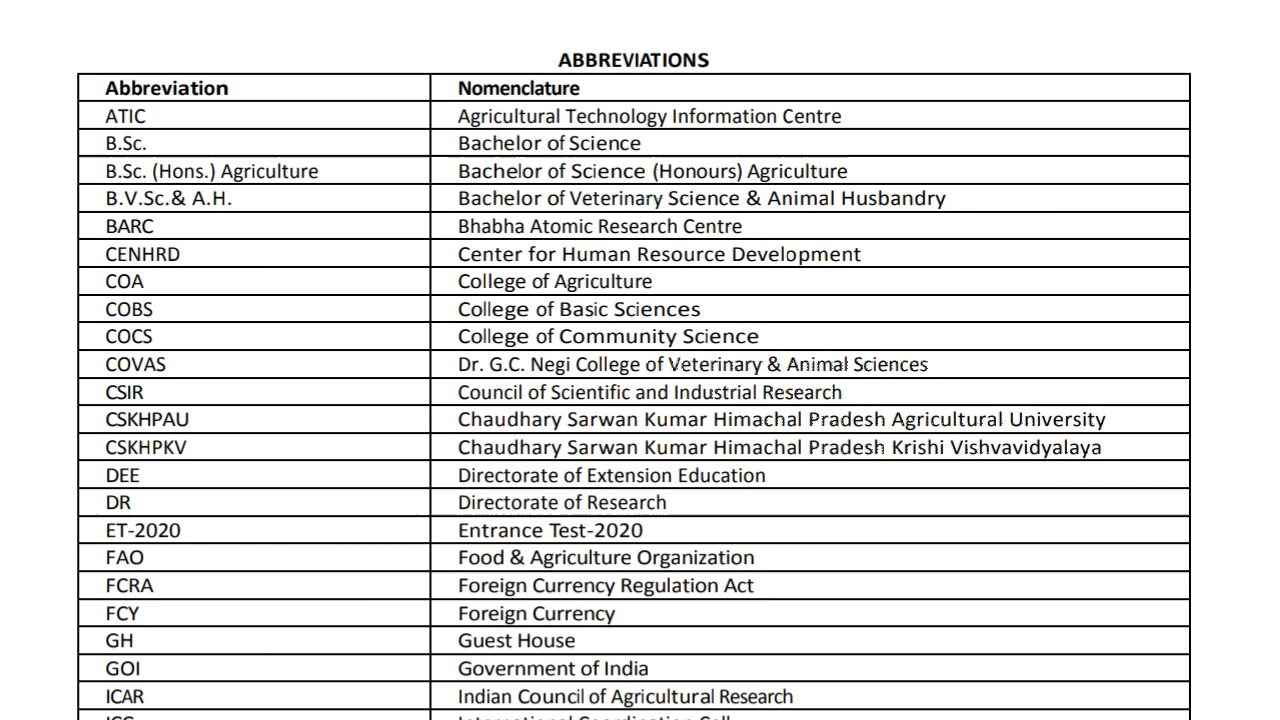 ABBREVIATIONS
Abbreviation Nomenclature
ATIC Agricultural Technology Information Centre
B.Sc. Bachelor of Science
B.Sc. (Hons.) Agriculture Bachelor of Science (Honours) Agriculture
B.V.Sc.& A.H. Bachelor of Veterinary Science & Animal Husbandry
BARC Bhabha Atomic Research Centre
CENHRD Center for Human Resource Development
COA College of Agriculture
COBS College of Basic Sciences
COCS College of Community Science
COVAS Dr. G.C. Negi College of Veterinary & Animal Sciences
CSIR Council of Scientific and Industrial Research
CSKHPAU Chaudhary Sarwan Kumar Himachal Pradesh Agricultural University
CSKHPKV Chaudhary Sarwan Kumar Himachal Pradesh Krishi Vishvavidyalaya
DEE Directorate of Extension Education
DR Directorate of Research
ET-2020 Entrance Test-2020
FAO Food & Agriculture Organization
FCRA Foreign Currency Regulation Act
FCY Foreign Currency
GH Guest House
GOI Government of India
ICAR Indian Council of Agricultural Research